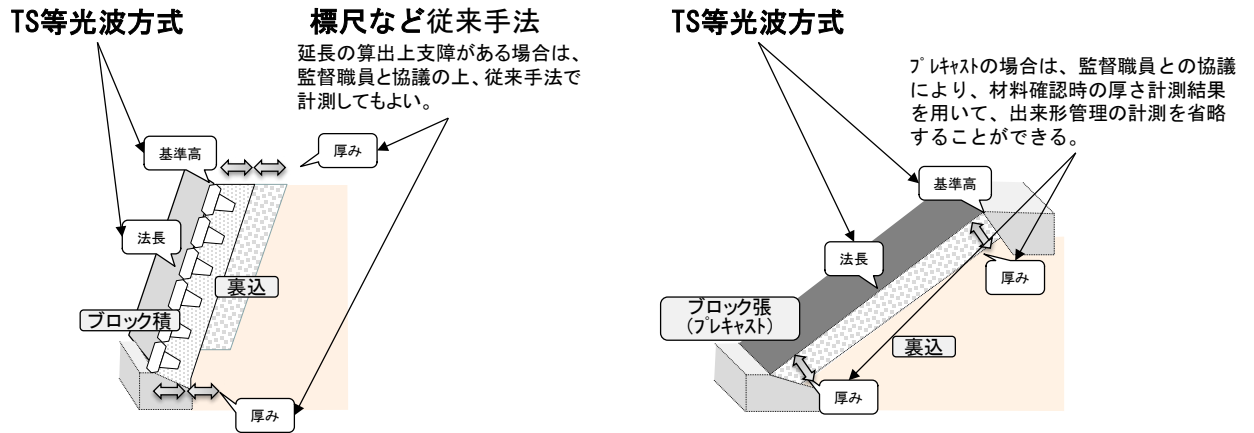 TS等光波方式
標尺など従来手法
延長の算出上支障がある場合は、
監督職員と協議の上、従来手法で
計測してもよい。
基準高
厚み
法長
裏込
ブロック積
厚み
TS等光波方式
ﾌﾟﾚｷｬｽﾄの場合は、監督職員との協議
により、材料確認時の厚さ計測結果
を用いて、出来形管理の計測を省略
することができる。
基準高
法長
厚み
ブロック張
(プレキャスト)
裏込
厚み